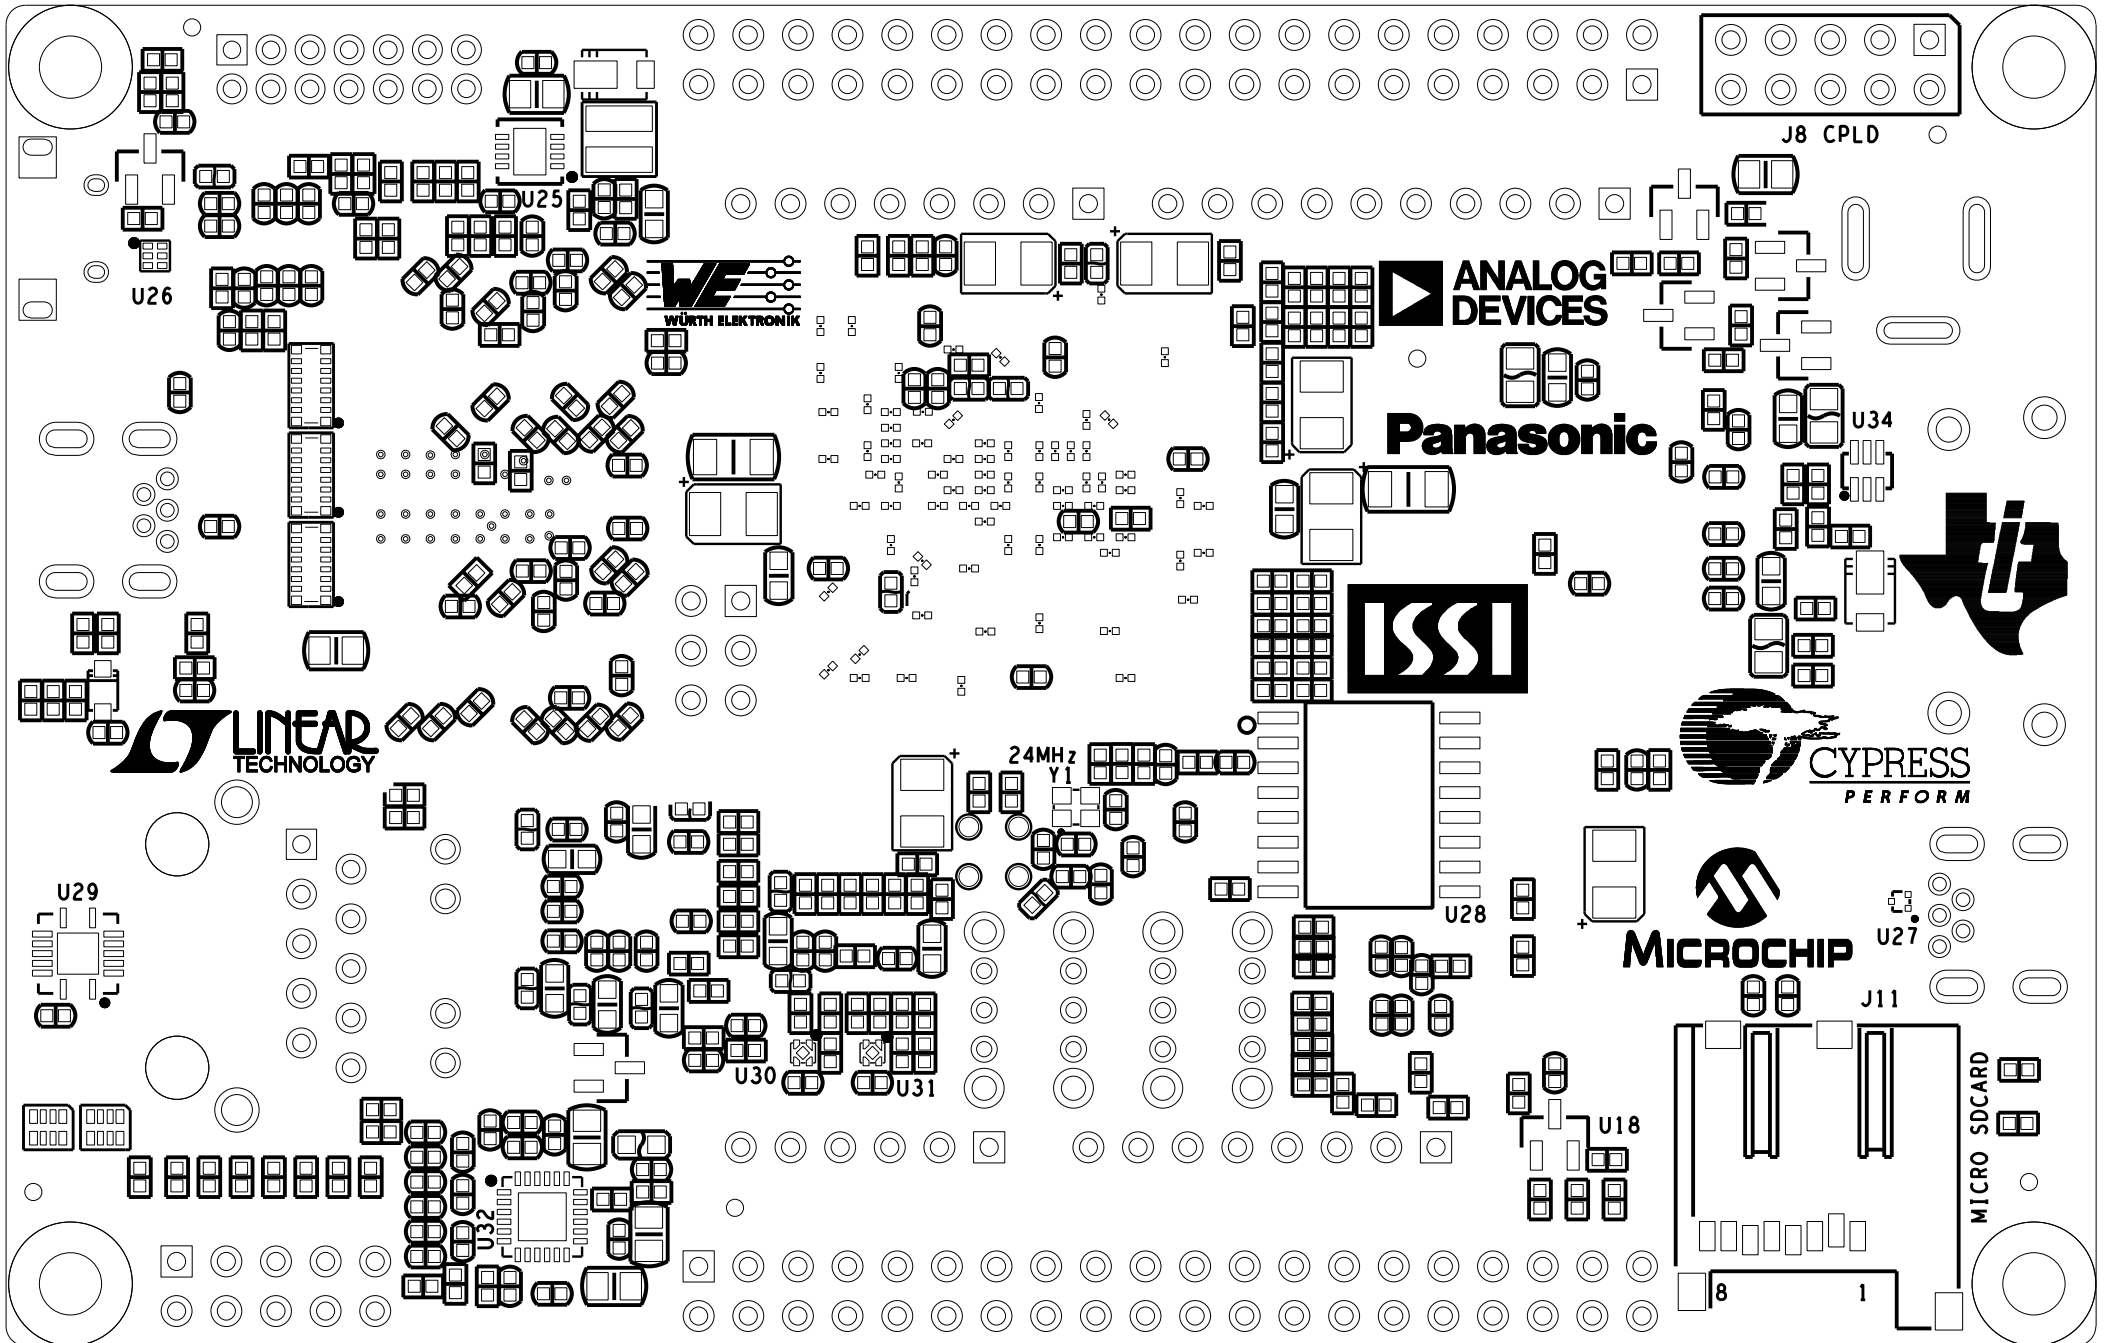 J8 CPLD
U25
U26
WE
WÜRTH ELEKTRONIK
ANALOG
DEVICES
Panasonic
U34
ISSI
LINEAR
TECHNOLOGY
24MHz
Y1
CYPRESS
PERFORM
U29
U28
U27
MICROCHIP
J11
U30
U31
U18
MICRO SDCARD
U32
8
1